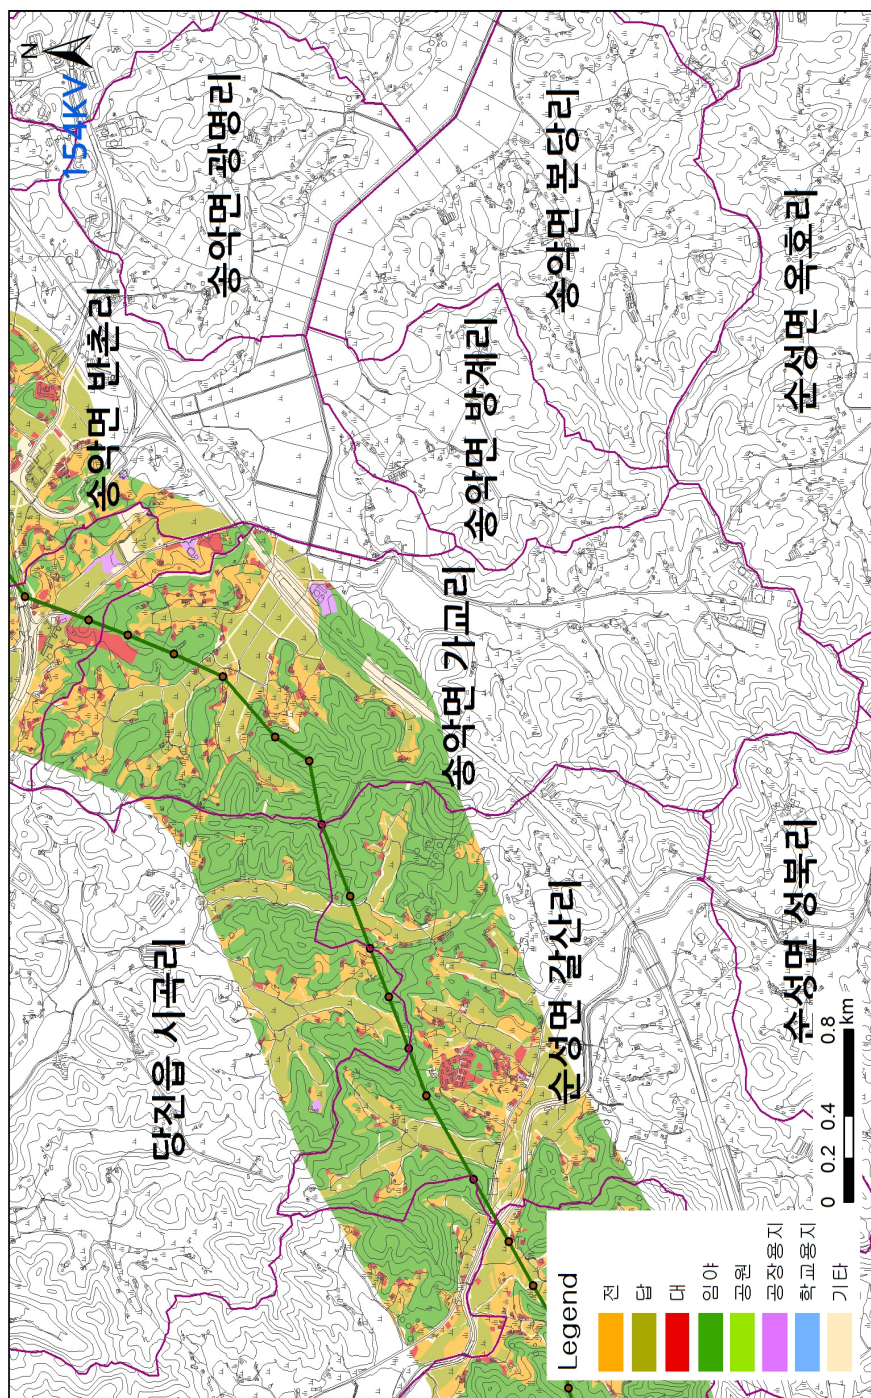 N
154KV
송악면 광명리
송악면 반촌리
송악면 본당리
송악면 방계리
순성면 옥호리
송악면 가교리
당진읍 시곡리
순성면 갈산리
순성면 성북리
0 0.2 0.4 0.8
km
Legend
전
답
대
임야
공원
공장용지
학교용지
기타